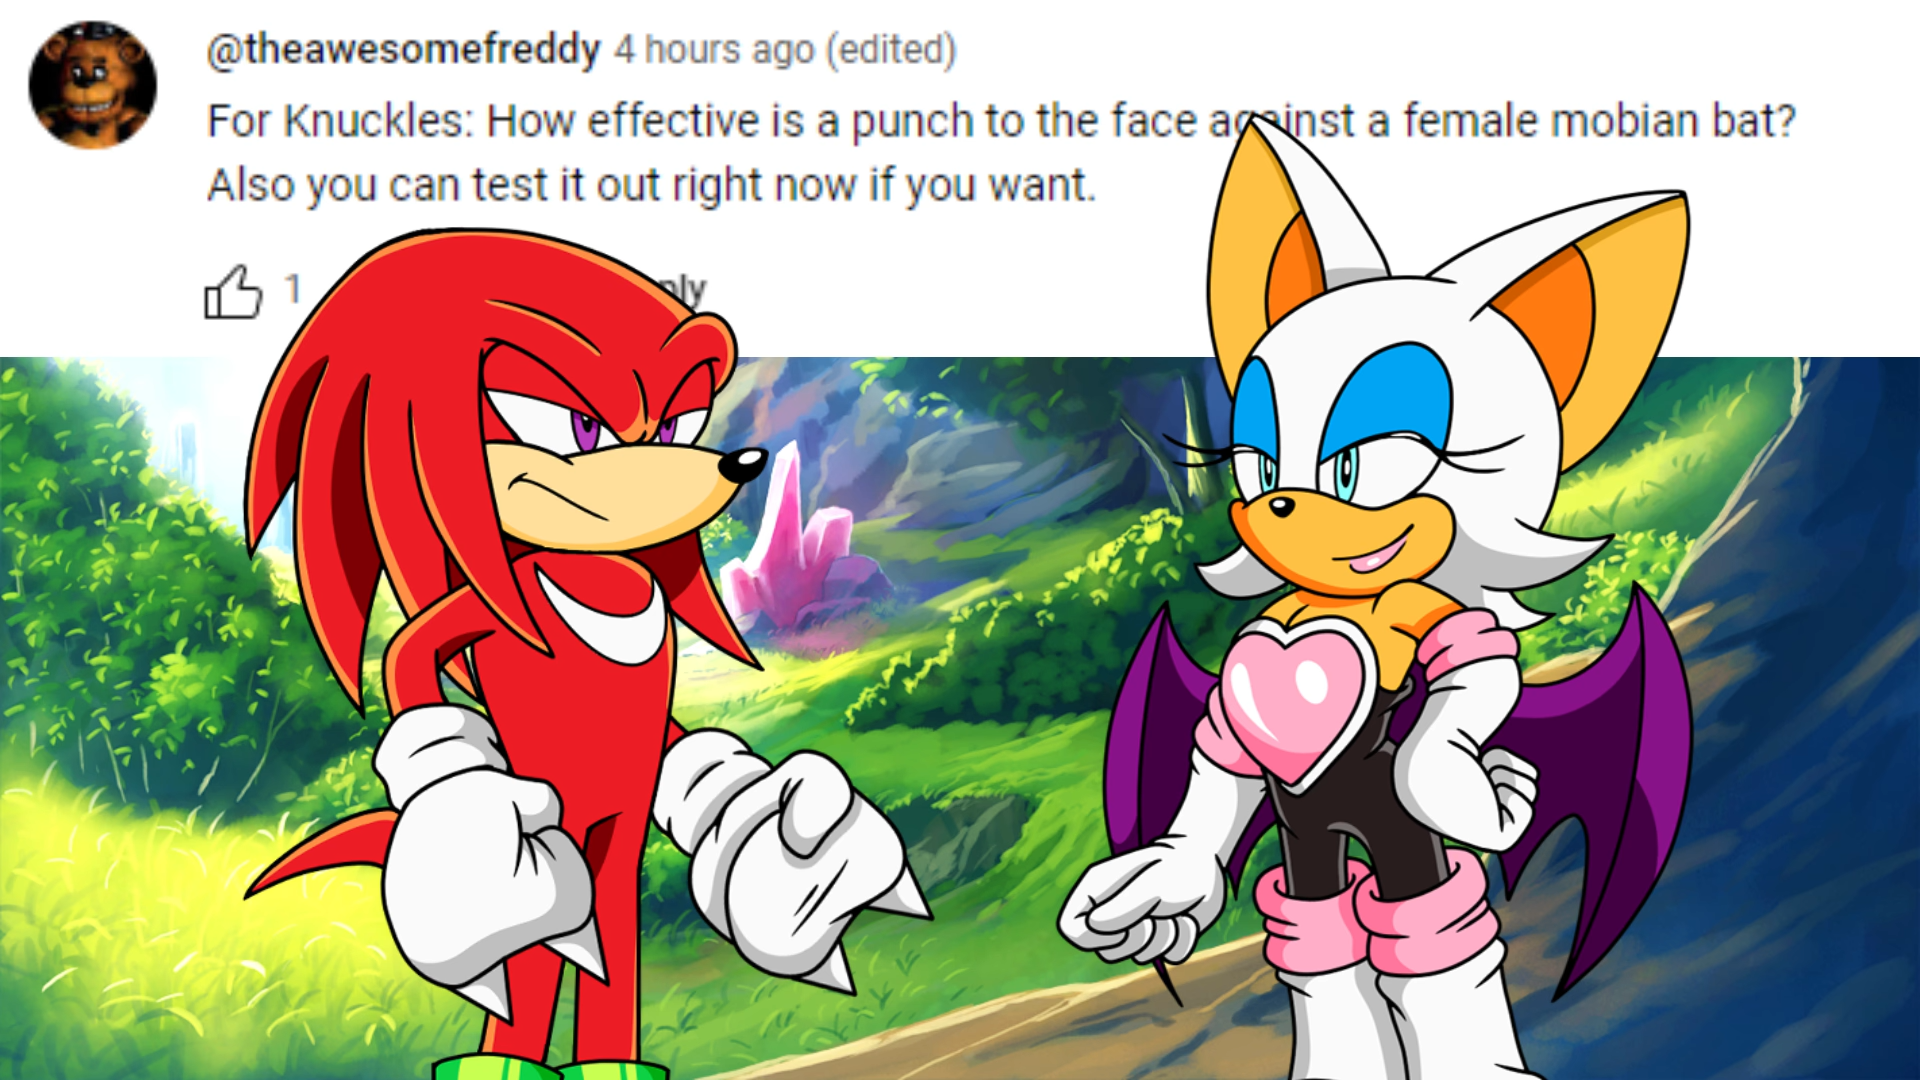 @theawesomefreddy 4 hours ago (edited)
For Knuckles: How effective is a punch to the face against a female mobian bat?
Also you can test it out right now if you want.
1